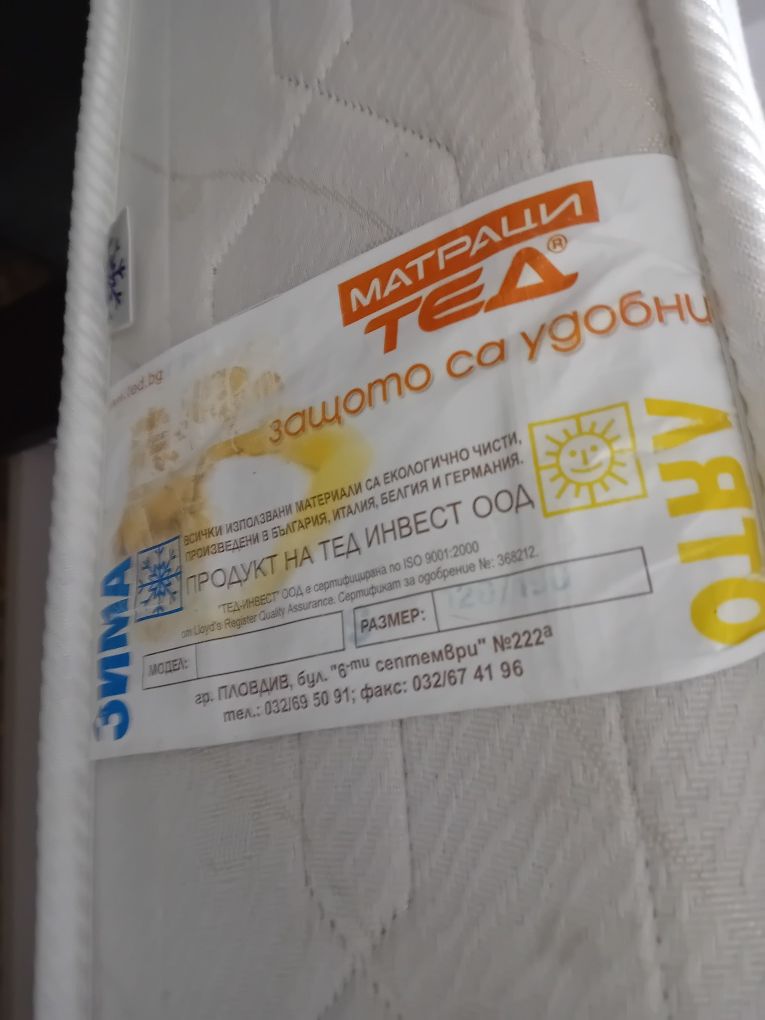 МАТРАЦИ
ТЕД®
защото са удобни
www.ted.bg
ВСИЧКИ ИЗПОЛЗВАНИ МАТЕРИАЛИ СА ЕКОЛОГИЧНО ЧИСТИ,
ПРОИЗВЕДЕНИ В БЪЛГАРИЯ, ИТАЛИЯ, БЕЛГИЯ И ГЕРМАНИЯ.
ПРОДУКТ НА ТЕД ИНВЕСТ ООД
"ТЕД-ИНВЕСТ" ООД е сертифицирана по ISO 9001:2000
от Lloyd's Register Quality Assurance. Сертификат за одобрение №: 368212.
МОДЕЛ:
РАЗМЕР: 120/190
гр. ПЛОВДИВ, бул. "6-ти септември" №222а
тел.: 032/69 50 91; факс: 032/67 41 96
ЗИМА
ЛЯТО